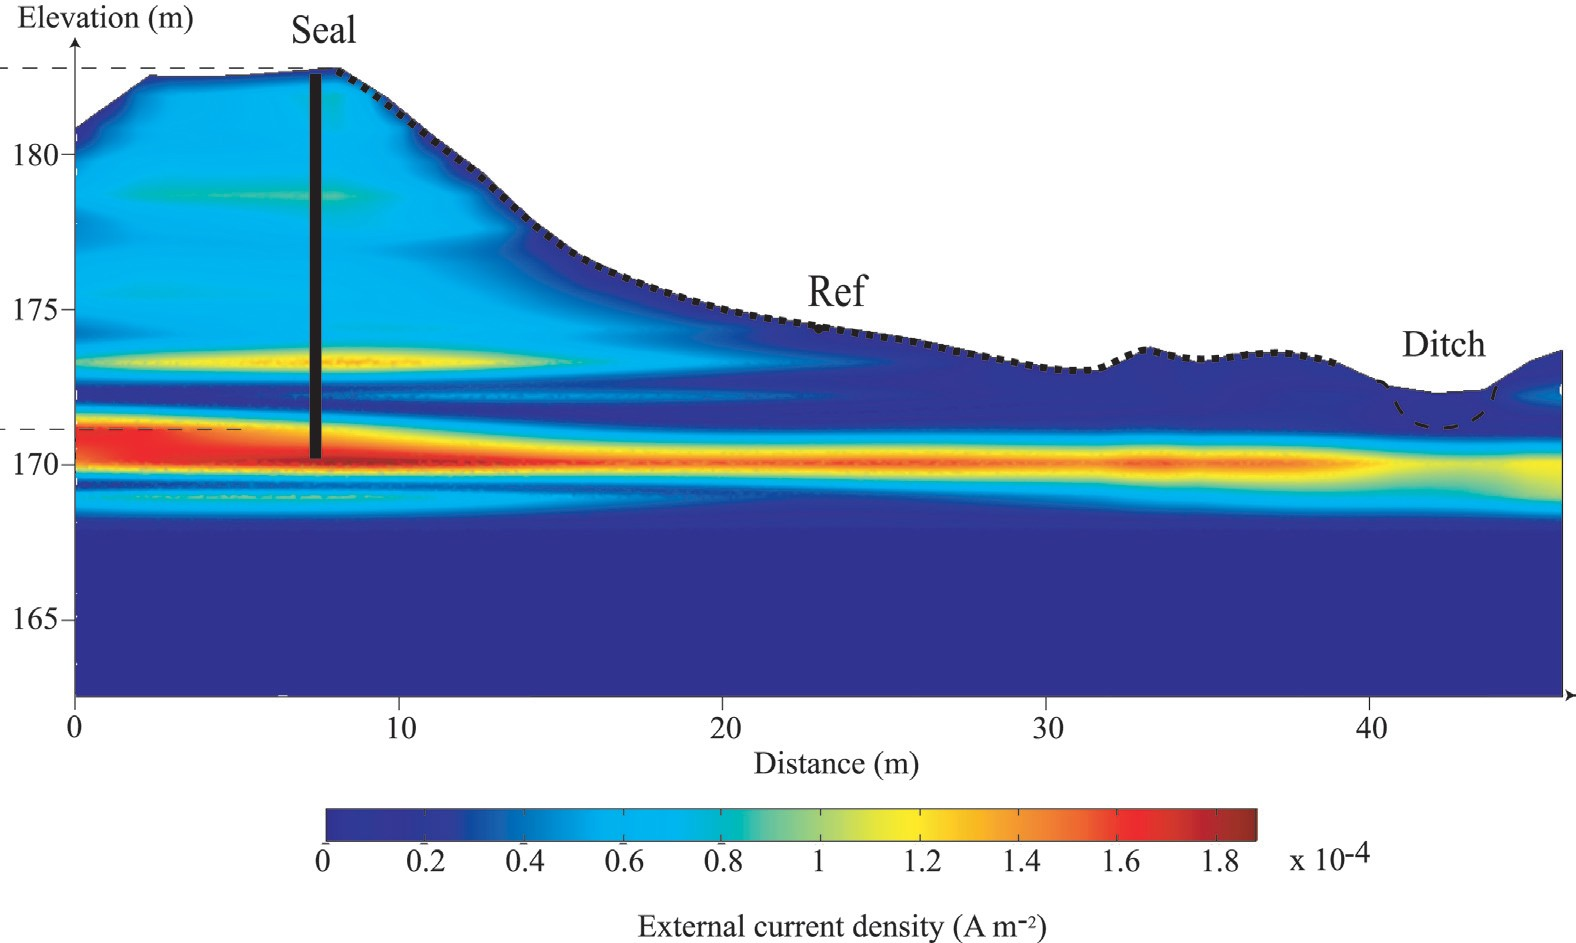 Elevation (m)
Seal
180
175
Ref
Ditch
170
165
0 10 20 30 40
Distance (m)
0 0.2 0.4 0.6 0.8 1 1.2 1.4 1.6 1.8 x 10-4
External current density (A m-2)